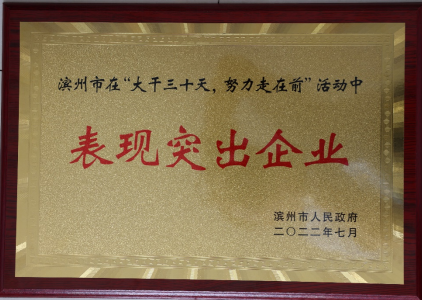 滨州市在“大干三十天，努力走在前”活动中
表现突出企业
滨州市人民政府
二〇二二年七月